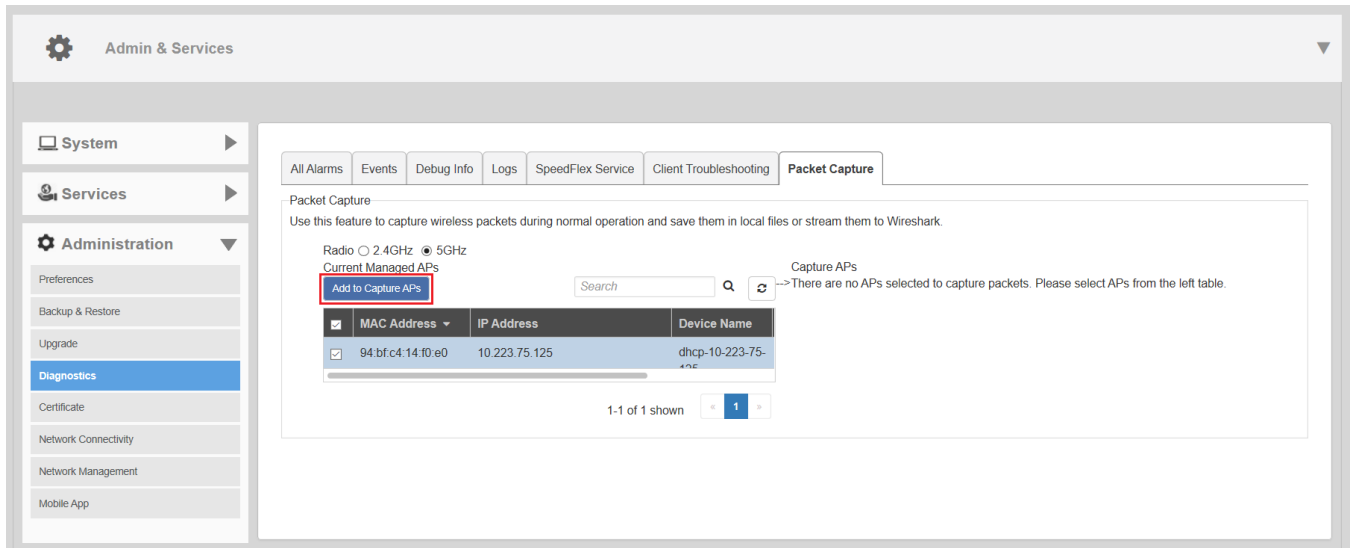 Admin & Services
System
Services
Administration
Preferences
Backup & Restore
Upgrade
Diagnostics
Certificate
Network Connectivity
Network Management
Mobile App
All Alarms Events Debug Info Logs SpeedFlex Service Client Troubleshooting Packet Capture
Packet Capture
Use this feature to capture wireless packets during normal operation and save them in local files or stream them to Wireshark.
Radio 2.4GHz 5GHz
Current Managed APs
Add to Capture APs
Search
MAC Address IP Address Device Name
94:bf:c4:14:f0:e0 10.223.75.125 dhcp-10-223-75-
125
1-1 of 1 shown « 1 »
Capture APs
-->There are no APs selected to capture packets. Please select APs from the left table.